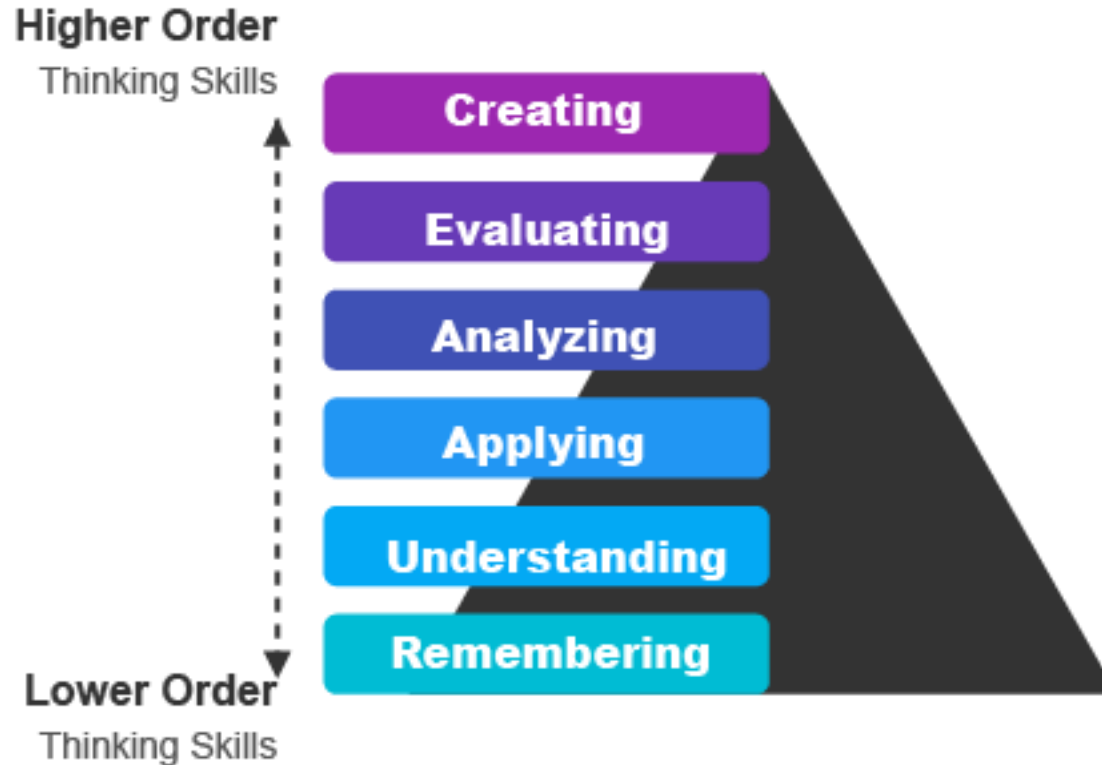 Higher Order
Thinking Skills
Creating
Evaluating
Analyzing
Applying
Understanding
Remembering
Lower Order
Thinking Skills